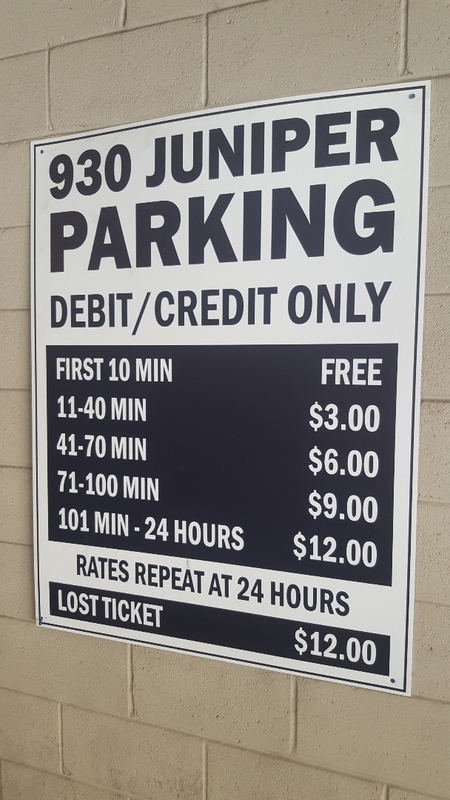 930 JUNIPER
PARKING
DEBIT/CREDIT ONLY
FIRST 10 MIN FREE
11-40 MIN $3.00
41-70 MIN $6.00
71-100 MIN $9.00
101 MIN - 24 HOURS $12.00
RATES REPEAT AT 24 HOURS
LOST TICKET $12.00